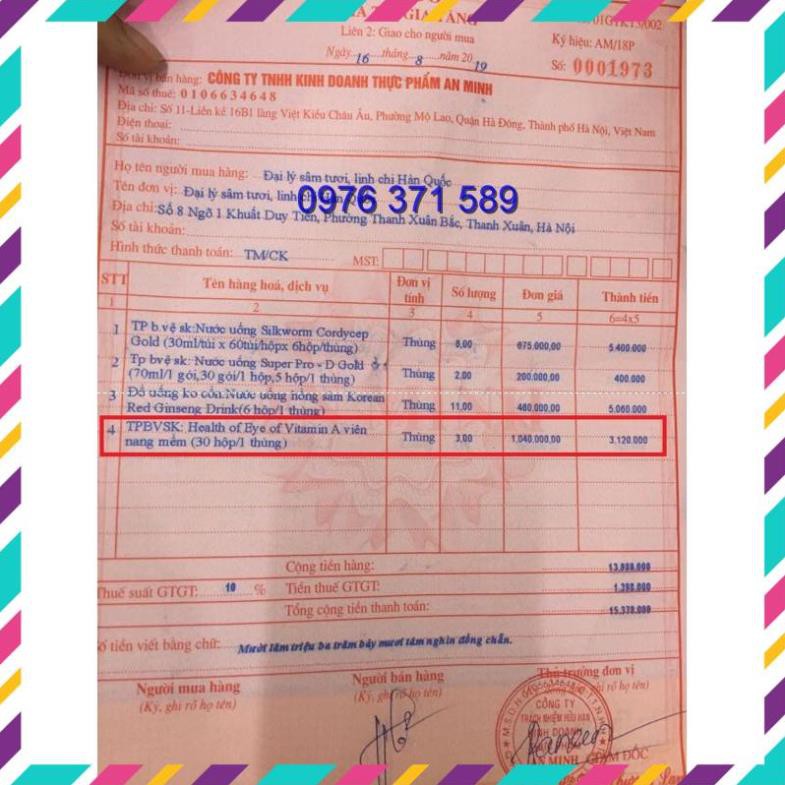 GIA TĂNG
Liên 2: Giao cho người mua
Ký hiệu: AM/18P
Ngày 16 tháng 8 năm 2019
Số: 0001973
Đơn vị bán hàng: CÔNG TY TNHH KINH DOANH THỰC PHẨM AN MINH
Mã số thuế: 0106634648
Địa chỉ: Số 11-Liên kề 16B1 làng Việt Kiều Châu Âu, Phường Mộ Lao, Quận Hà Đông, Thành phố Hà Nội, Việt Nam
Điện thoại:
Số tài khoản:
Họ tên người mua hàng: Đại lý sâm tươi, linh chi Hàn Quốc
Tên đơn vị: Đại lý sâm tươi, linh
0976 371 589
Địa chỉ: Số 8 Ngõ 1 Khuất Duy Tiến, Phường Thanh Xuân Bắc, Thanh Xuân, Hà Nội
Số tài khoản:
Hình thức thanh toán: TM/CK MST:
STT Tên hàng hoá, dịch vụ Đơn vị tính Số lượng Đơn giá Thành tiền
1 2 3 4 5 6=4x5
1 TP b.vệ sk:Nước uống Silkworm Cordycep
Gold (30ml/túi x 60túi/hộpx 6hộp/thùng) Thùng 8,00 675.000,00 5.400.000
2 Tp bvệ sk: Nước uống Super Pro - D Gold
(70ml/1 gói,30 gói/1 hộp,5 hộp/1 thùng) Thùng 2,00 200.000,00 400.000
3 Đồ uống ko cồn:Nước uống hồng sâm Korean
Red Ginseng Drink(6 hộp/1 thùng) Thùng 11,00 460.000,00 5.060.000
4 TPBVSK: Health of Eye of Vitamin A viên
nang mềm (30 hộp/1 thùng) Thùng 3,00 1.040.000,00 3.120.000
Cộng tiền hàng:
Thuế suất GTGT: 10 % Tiền thuế GTGT:
Tổng cộng tiền thanh toán: 15.378.000
Số tiền viết bằng chữ: Mười lăm triệu ba trăm bảy mươi tám nghìn đồng chẵn.
Người mua hàng Người bán hàng Thủ trưởng đơn vị
(Ký, ghi rõ họ tên) (Ký, ghi rõ họ tên) ghi rõ họ tên)
CÔNG TY
TRÁCH NHIỆM HỮU HẠN
KINH DOANH
AN MINH
GIÁM ĐỐC